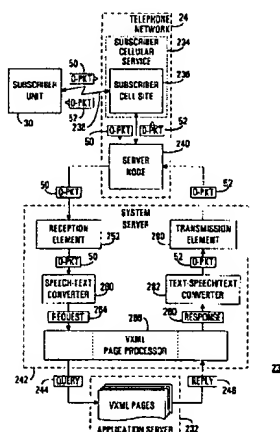 TELEPHONE
NETWORK
24
SUBSCRIBER
CELLULAR
SERVICE
234
50
D-PKT
SUBSCRIBER
UNIT
30
D-PKT
52
238
SUBSCRIBER
CELL SITE
236
50
D-PKT
D-PKT
52
SERVER
NODE
240
50
D-PKT
52
D-PKT
SYSTEM
SERVER
RECEPTION
ELEMENT
TRANSMISSION
ELEMENT
D-PKT
50
52
D-PKT
SPEECH-TEXT
CONVERTER
TEXT-SPEECH/TEXT
CONVERTER
REQUEST
RESPONSE
VXML
PAGE PROCESSOR
242
244
QUERY
REPLY
248
VXML PAGES
APPLICATION SERVER
232